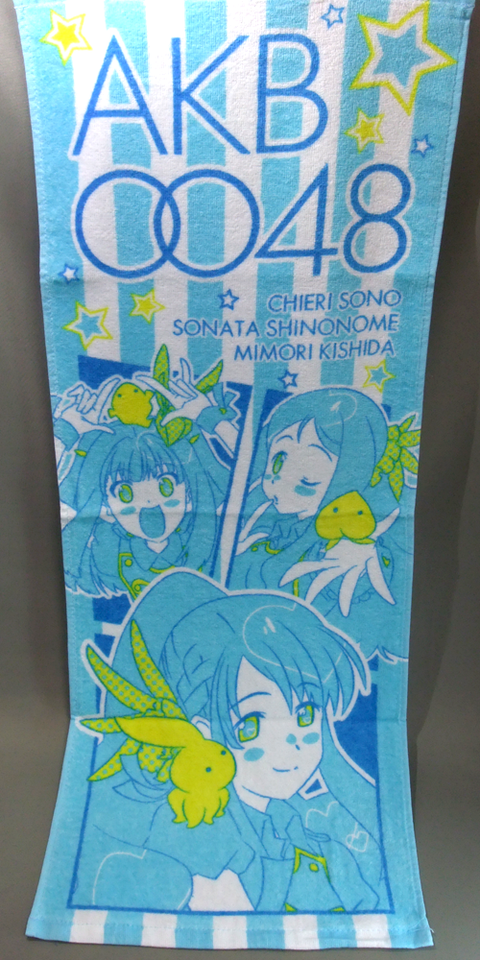 AKB
0048
CHIERI SONO
SONATA SHINONOME
MIMORI KISHIDA